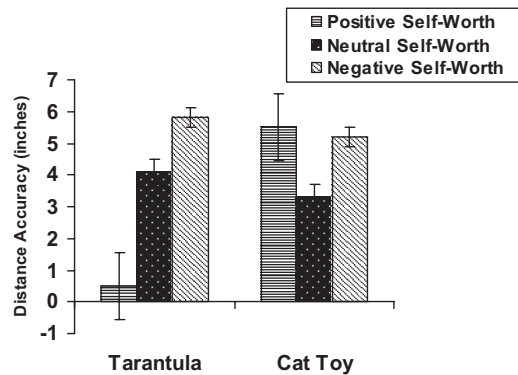 Positive Self-Worth
Neutral Self-Worth
Negative Self-Worth
Distance Accuracy (inches)
7
6
5
4
3
2
1
0
-1
Tarantula Cat Toy